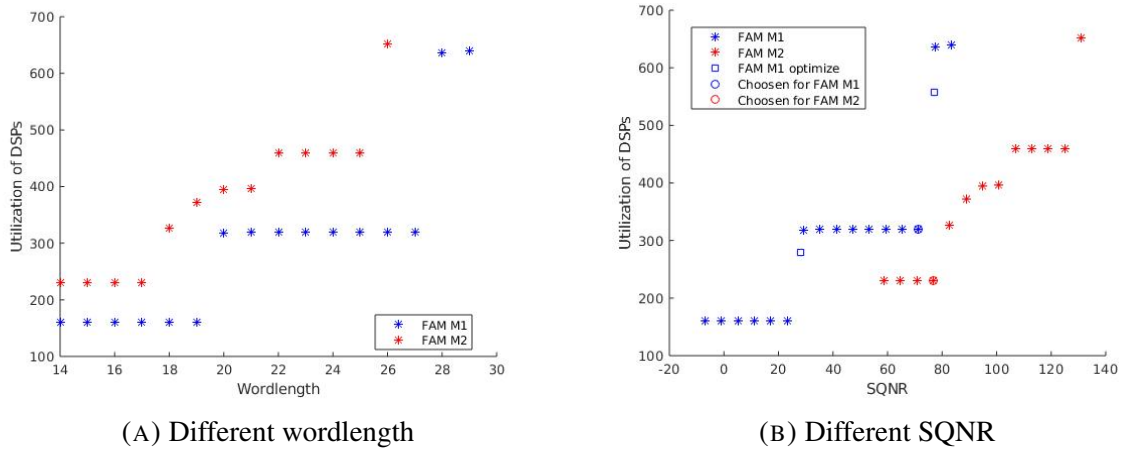 700
600
500
400
300
200
100
Utilization of DSPs
14 16 18 20 22 24 26 28 30
Wordlength
FAM M1
FAM M2
(A) Different wordlength
700
600
500
400
300
200
100
Utilization of DSPs
-20 0 20 40 60 80 100 120 140
SQNR
FAM M1
FAM M2
FAM M1 optimize
Choosen for FAM M1
Choosen for FAM M2
(B) Different SQNR